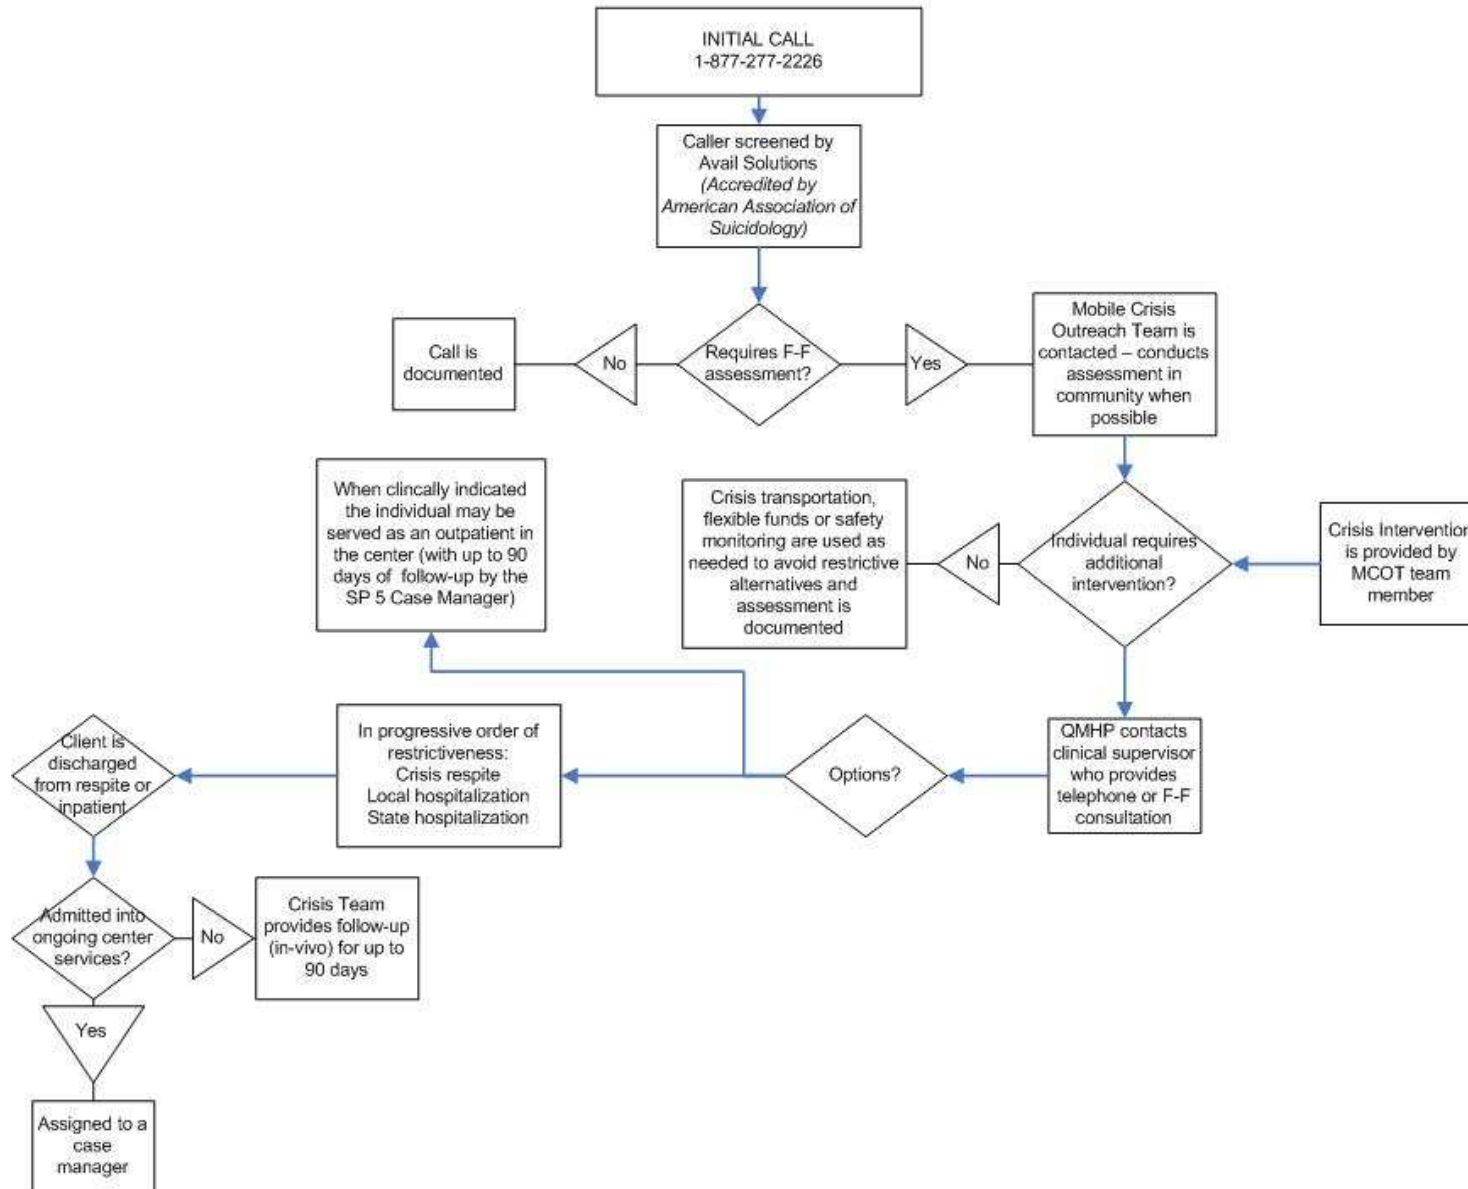 INITIAL CALL
1-877-277-2226
Caller screened by
Avail Solutions
(Accredited by
American Association of
Suicidology)
Call is
documented
No
Requires F-F
assessment?
Yes
Mobile Crisis
Outreach Team is
contacted – conducts
assessment in
community when
possible
When clincally indicated
the individual may be
served as an outpatient in
the center (with up to 90
days of follow-up by the
SP 5 Case Manager)
Crisis transportation,
flexible funds or safety
monitoring are used as
needed to avoid restrictive
alternatives and
assessment is
documented
No
Individual requires
additional
intervention?
Crisis Intervention
is provided by
MCOT team
member
Client is
discharged
from respite or
inpatient
In progressive order of
restrictiveness:
Crisis respite
Local hospitalization
State hospitalization
Options?
QMHP contacts
clinical supervisor
who provides
telephone or F-F
consultation
Admitted into
ongoing center
services?
No
Crisis Team
provides follow-up
(in-vivo) for up to
90 days
Yes
Assigned to a
case
manager